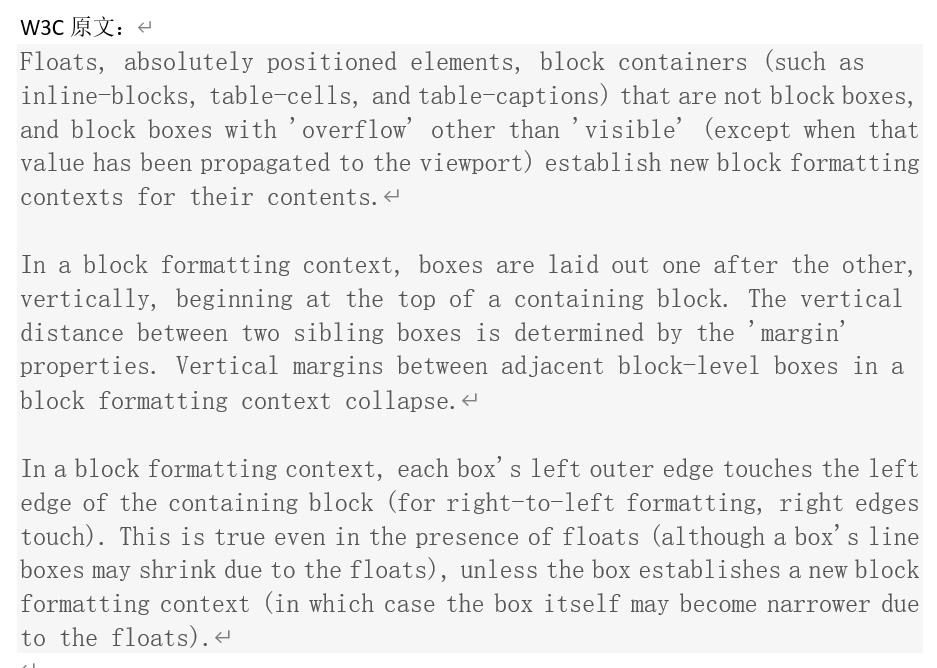 W3C 原文：
Floats, absolutely positioned elements, block containers (such as
inline-blocks, table-cells, and table-captions) that are not block boxes,
and block boxes with 'overflow' other than 'visible' (except when that
value has been propagated to the viewport) establish new block formatting
contexts for their contents.
In a block formatting context, boxes are laid out one after the other,
vertically, beginning at the top of a containing block. The vertical
distance between two sibling boxes is determined by the 'margin'
properties. Vertical margins between adjacent block-level boxes in a
block formatting context collapse.
In a block formatting context, each box's left outer edge touches the left
edge of the containing block (for right-to-left formatting, right edges
touch). This is true even in the presence of floats (although a box's line
boxes may shrink due to the floats), unless the box establishes a new block
formatting context (in which case the box itself may become narrower due
to the floats).